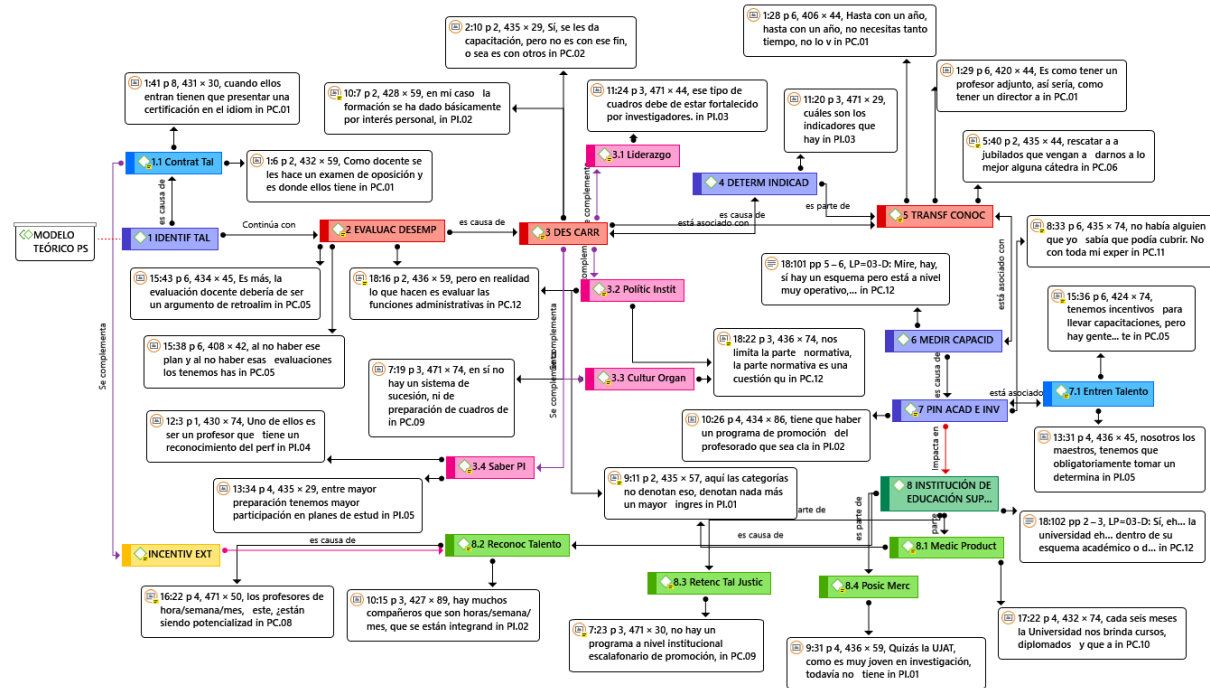 2:10 p 2, 435 × 29, Sí, se les da
capacitación, pero no es con ese fin,
o sea es con otros in PC.02
1:28 p 6, 406 × 44, Hasta con un año,
hasta con un año, no necesitas tanto
tiempo, no lo v in PC.01
1:41 p 8, 431 × 30, cuando ellos
entran tienen que presentar una
certificación en el idiom in PC.01
10:7 p 2, 428 × 59, en mi caso la
formación se ha dado básicamente
por interés personal, in PI.02
11:24 p 3, 471 × 44, ese tipo de
cuadros debe de estar fortalecido
por investigadores. in PI.03
11:20 p 3, 471 × 29,
cuáles son los
indicadores que
hay in PI.03
1:29 p 6, 420 × 44, Es como tener un
profesor adjunto, así sería, como
tener un director a in PC.01
1.1 Contrat Tal
1:6 p 2, 432 × 59, Como docente se
les hace un examen de oposición y
es donde ellos tiene in PC.01
3.1 Liderazgo
4 DETERM INDICAD
5:40 p 2, 435 × 44, rescatar a a
jubilados que vengan a darnos a lo
mejor alguna cátedra in PC.06
es causa de
Se complementa
es causa de
es parte de
MODELO
TEÓRICO PS
1 IDENTIF TAL
Continúa con
2 EVALUAC DESEMP
es causa de
3 DES CARR
está asociado con
5 TRANSF CONOC
8:33 p 6, 435 × 74, no había alguien
que yo sabía que podía cubrir. No
con toda mi exper in PC.11
15:43 p 6, 434 × 45, Es más, la
evaluación docente debería de ser
un argumento de retroalim in PC.05
18:16 p 2, 436 × 59, pero en realidad
lo que hacen es evaluar las
funciones administrativas in PC.12
Se complementa
3.2 Polític Instit
18:101 pp 5 – 6, LP=03-D: Mire, hay,
sí hay un esquema pero está a nivel
muy operativo,... in PC.12
está asociado con
15:36 p 6, 424 × 74,
tenemos incentivos para
llevar capacitaciones, pero
hay gente... te in PC.05
15:38 p 6, 408 × 42, al no haber ese
plan y al no haber esas evaluaciones
los tenemos has in PC.05
Se complementa
Se complementa
Se complementa
18:22 p 3, 436 × 74, nos
limita la parte normativa,
la parte normativa es una
cuestión qu in PC.12
6 MEDIR CAPACID
7:19 p 3, 471 × 74, en sí no
hay un sistema de
sucesión, ni de
preparación de cuadros de
in PC.09
3.3 Cultur Organ
es causa de
está asociado
7.1 Entren Talento
12:3 p 1, 430 × 74, Uno de ellos es
ser un profesor que tiene un
reconocimiento del perf in PI.04
10:26 p 4, 434 × 86, tiene que haber
un programa de promoción del
profesorado que sea cla in PI.02
7 PIN ACAD E INV
13:31 p 4, 436 × 45, nosotros los
maestros, tenemos que
obligatoriamente tomar un
determina in PI.05
3.4 Saber PI
Impacta en
13:34 p 4, 435 × 29, entre mayor
preparación tenemos mayor
participación en planes de estud in PI.05
9:11 p 2, 435 × 57, aquí las categorías
no denotan eso, denotan nada más
un mayor ingres in PI.01
8 INSTITUCIÓN DE
EDUCACIÓN SUP...
parte de
es parte de
parte
18:102 pp 2 – 3, LP=03-D: Sí, eh... la
universidad eh... dentro de su
esquema académico o d... in PC.12
INCENTIV EXT
es causa de
8.2 Reconoc Talento
es causa de
8.1 Medic Product
8.3 Retenc Tal Justic
8.4 Posic Merc
16:22 p 4, 471 × 50, los profesores de
hora/semana/mes, este, ¿están
siendo potencializad in PC.08
10:15 p 3, 427 × 89, hay muchos
compañeros que son horas/semana/
mes, que se están integrand in PI.02
7:23 p 3, 471 × 30, no hay un
programa a nivel institucional
escalafonario de promoción, in PC.09
9:31 p 4, 436 × 59, Quizás la UJAT,
como es muy joven en investigación,
todavía no tiene in PI.01
17:22 p 4, 432 × 74, cada seis meses
la Universidad nos brinda cursos,
diplomados y que a in PC.10